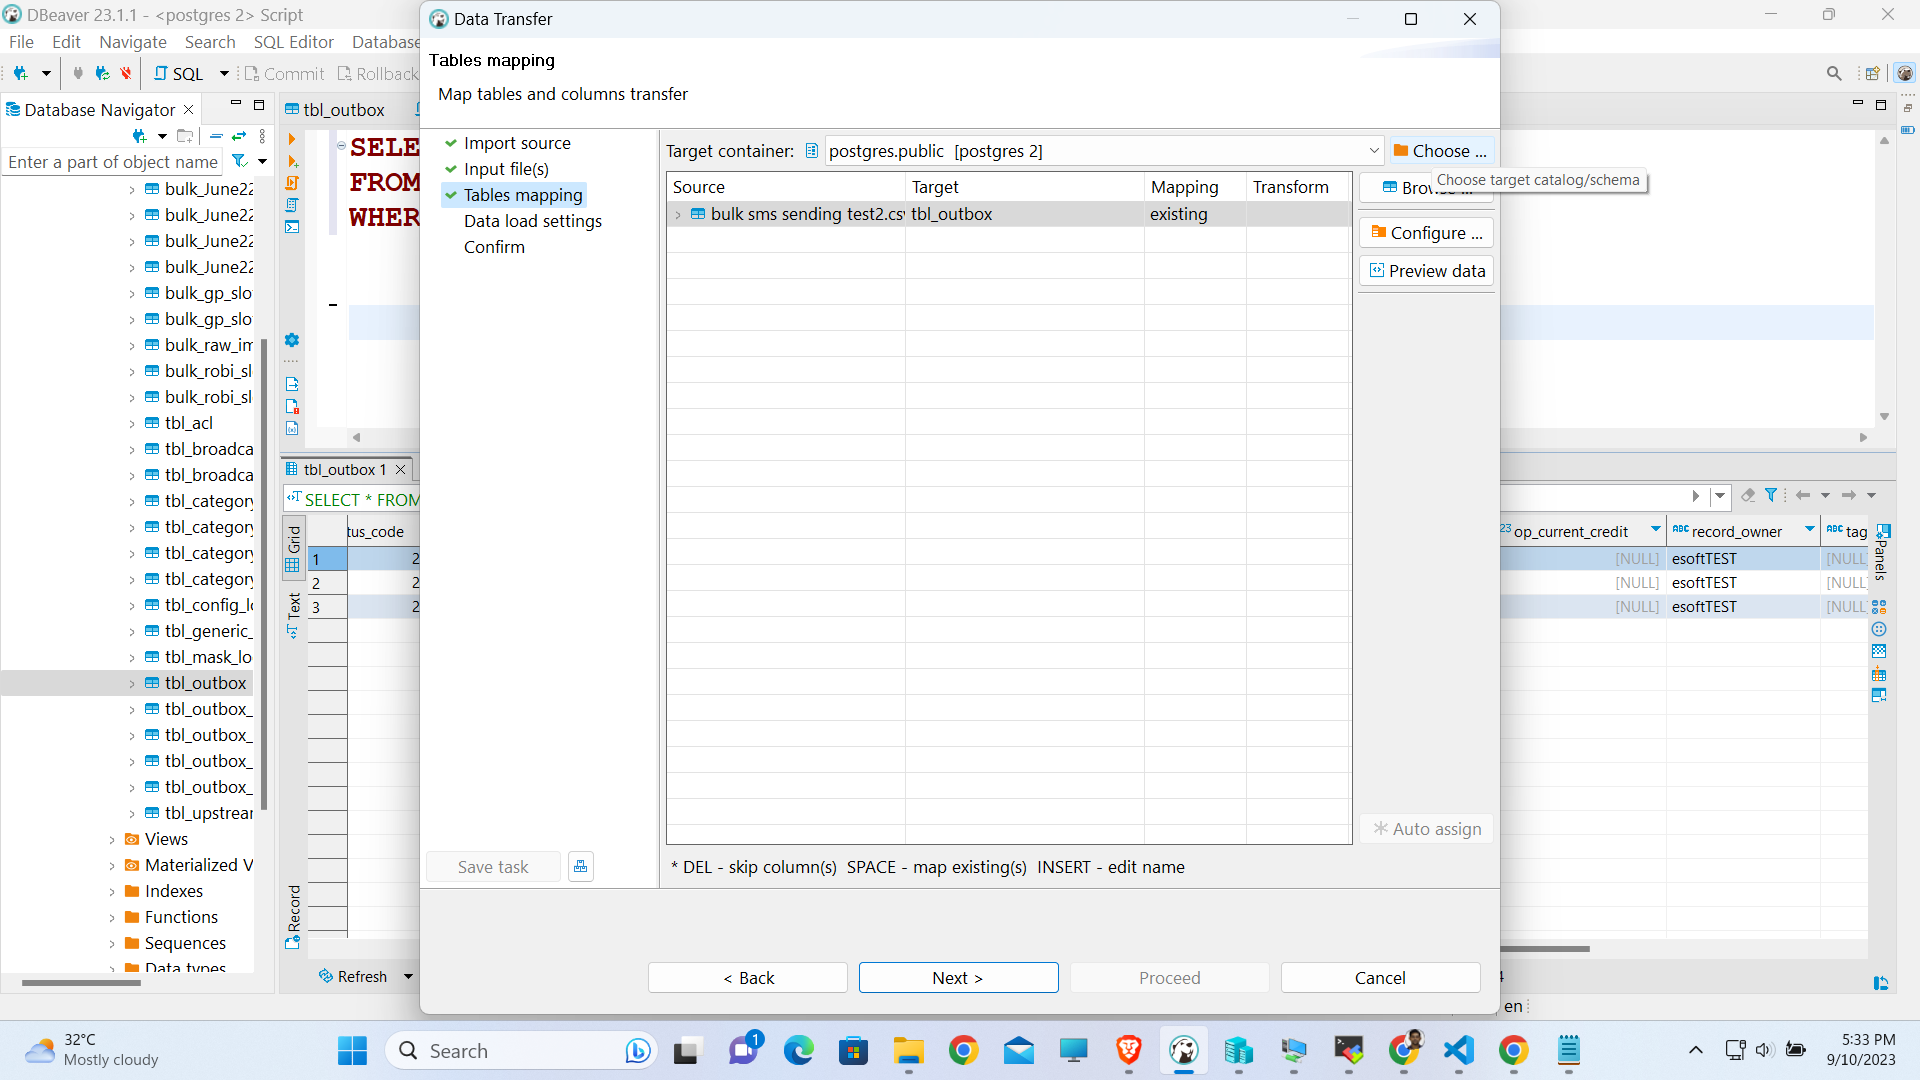 DBeaver 23.1.1 - <postgres 2> Script
File Edit Navigate Search SQL Editor Database
SQL Commit Rollback
Database Navigator
Enter a part of object name
bulk_June22
bulk_June22
bulk_June22
bulk_June22
bulk_gp_slo
bulk_gp_slo
bulk_raw_im
bulk_robi_sl
bulk_robi_sl
tbl_acl
tbl_broadca
tbl_broadca
tbl_category
tbl_category
tbl_category
tbl_category
tbl_config_l
tbl_generic_
tbl_mask_lo
tbl_outbox
tbl_outbox_
tbl_outbox_
tbl_outbox_
tbl_outbox_
tbl_upstrear
Views
Materialized V
Indexes
Functions
Sequences
Data types
tbl_outbox
SELE
FROM
WHER
tbl_outbox 1
SELECT * FROM
Grid
Text
Record
tus_code
1 2
2 2
3 2
Refresh
Data Transfer
Tables mapping
Map tables and columns transfer
Import source
Input file(s)
Tables mapping
Data load settings
Confirm
Target container: postgres.public [postgres 2] Choose ...
Source Target Mapping Transform
bulk sms sending test2.csv tbl_outbox existing
Choose target catalog/schema
Configure ...
Preview data
Auto assign
Save task
* DEL - skip column(s) SPACE - map existing(s) INSERT - edit name
< Back Next > Proceed Cancel
123 op_current_credit ABC record_owner ABC tag
[NULL] esoftTEST [NULL]
[NULL] esoftTEST [NULL]
[NULL] esoftTEST [NULL]
Panels
en
32°C
Mostly cloudy
Search
1
5:33 PM
9/10/2023